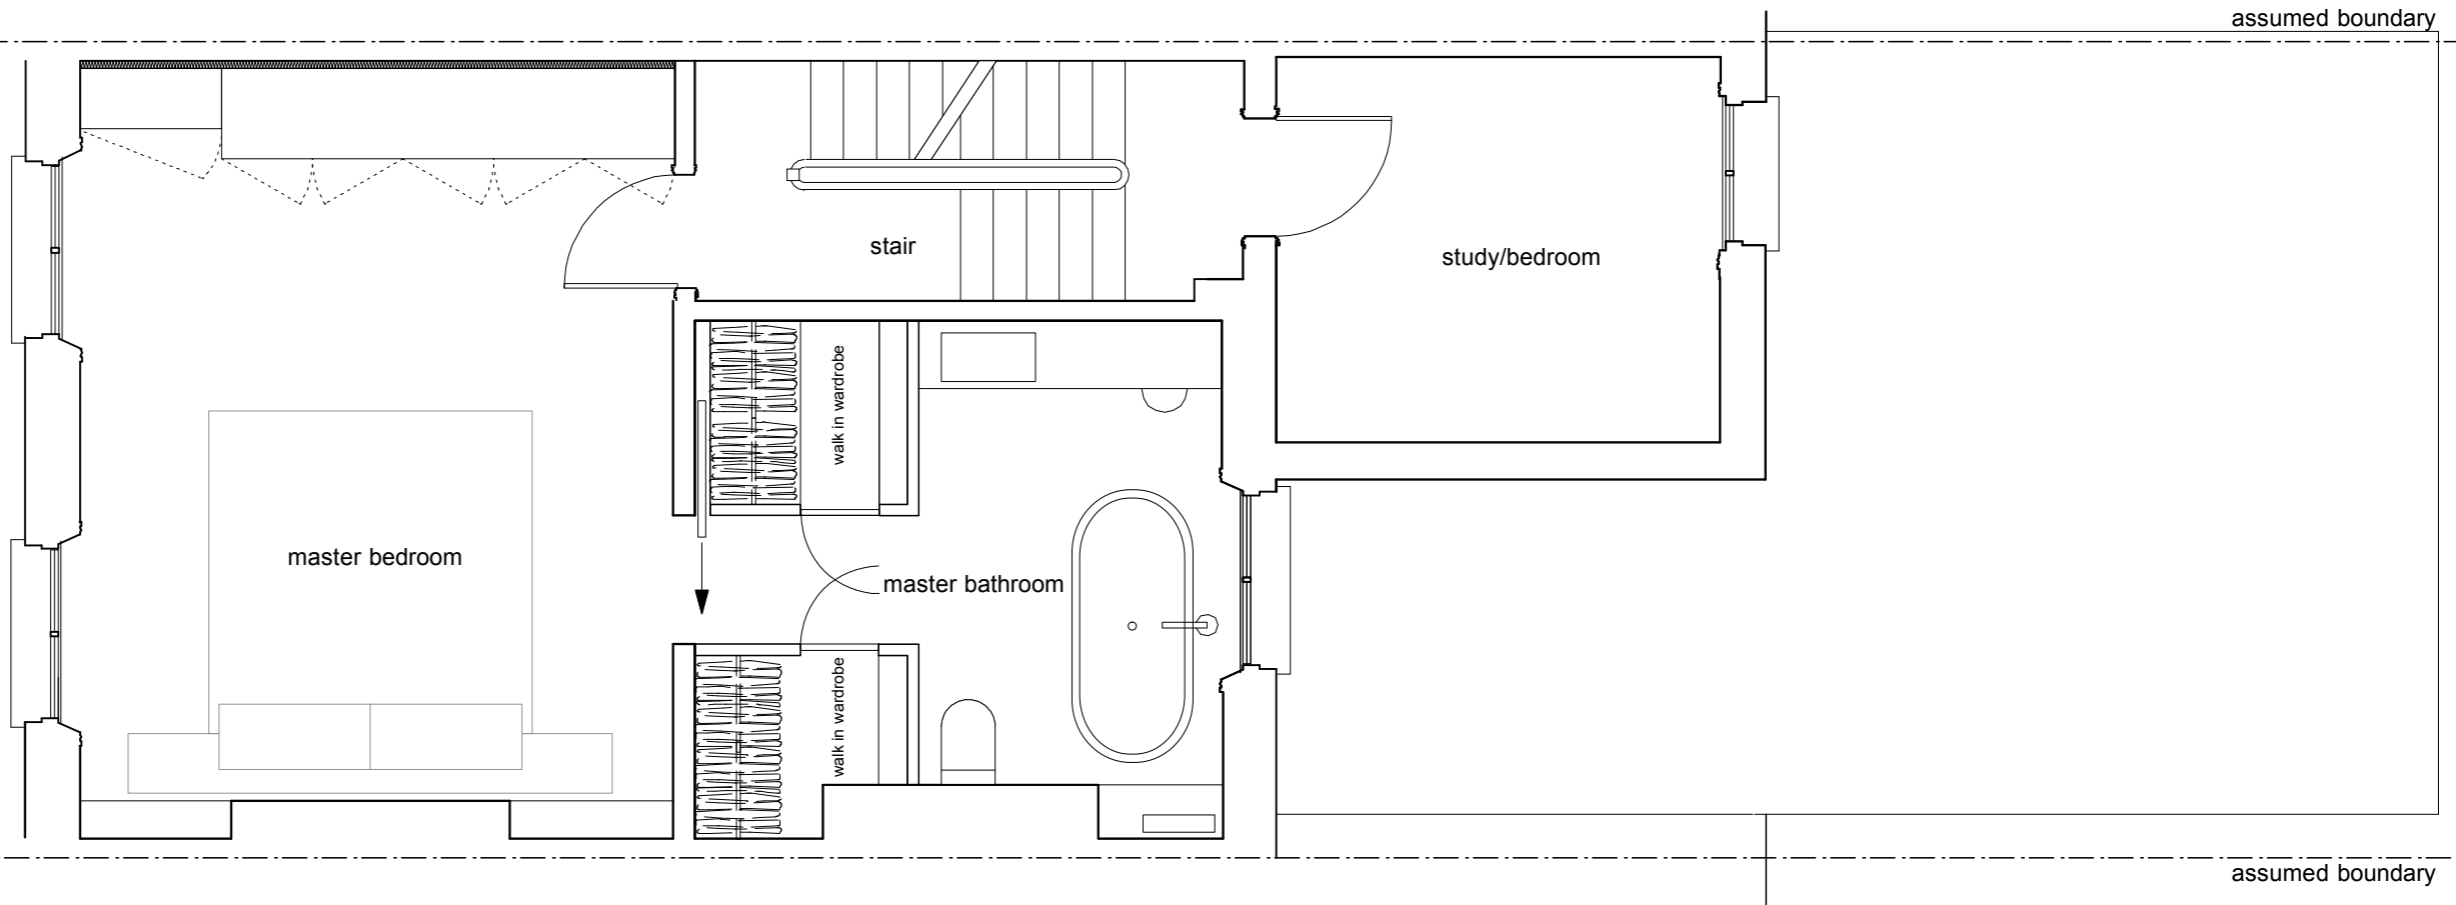 assumed boundary
stair
study/bedroom
walk in wardrobe
master bedroom
master bathroom
walk in wardrobe
assumed boundary